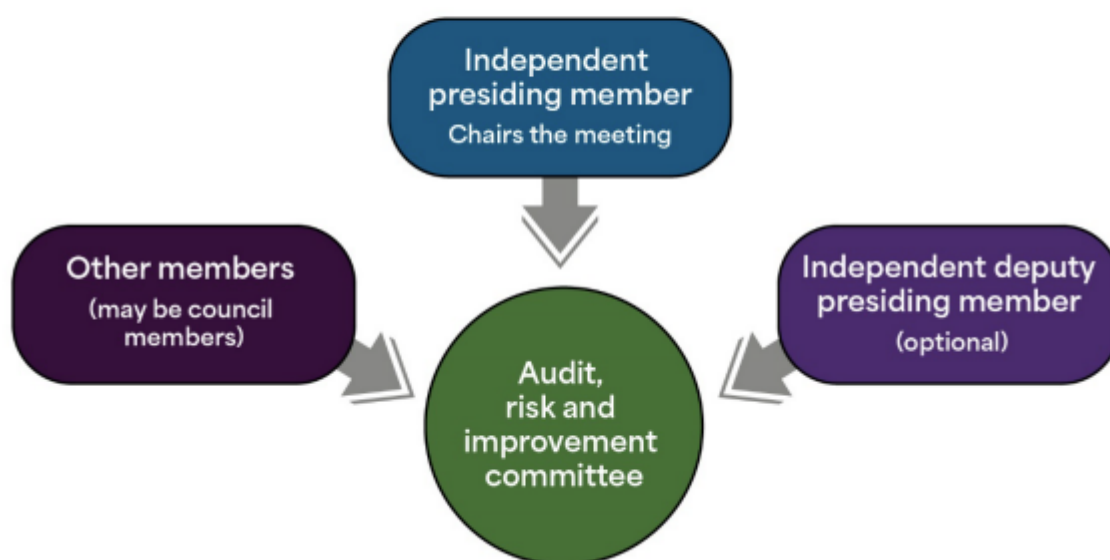 Independent
presiding member
Chairs the meeting
Other members
(may be council
members)
Independent deputy
presiding member
(optional)
Audit,
risk and
improvement
committee